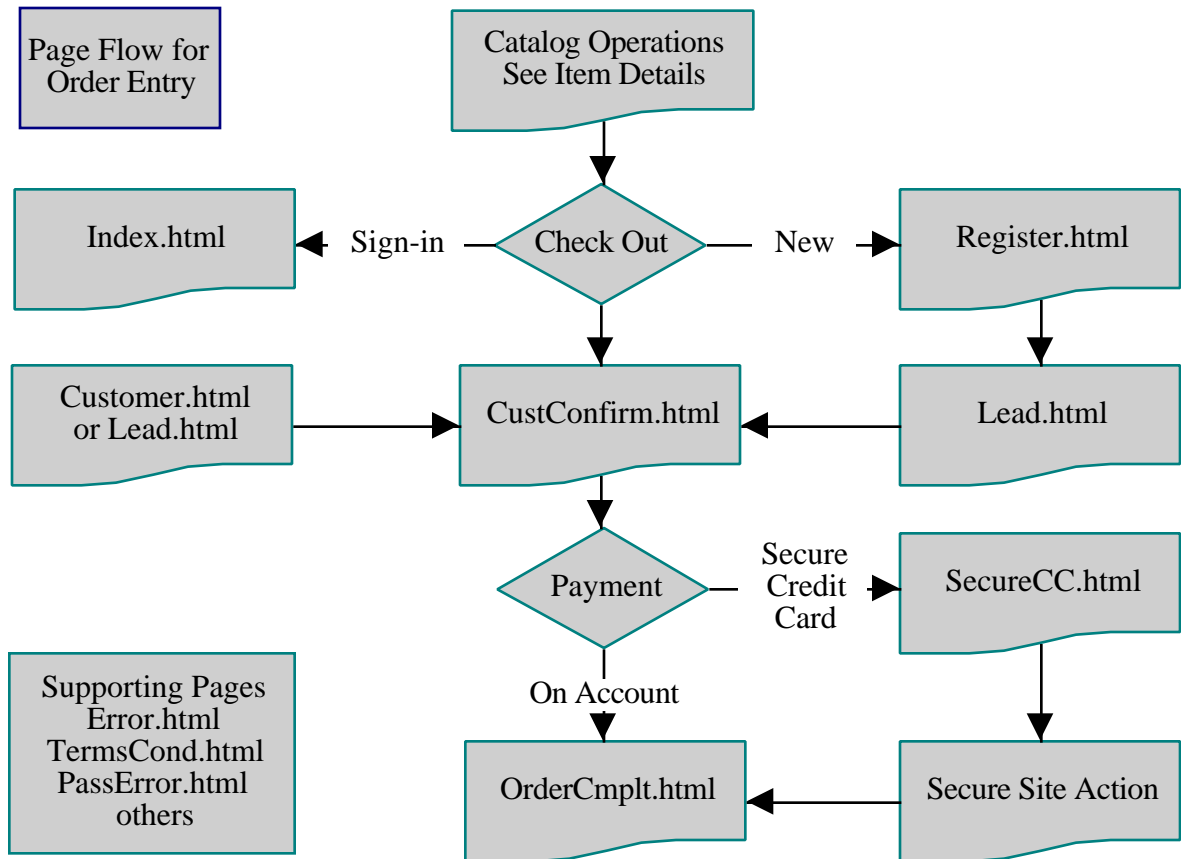 Page Flow for
Order Entry
Catalog Operations
See Item Details
Index.html
Sign-in
Check Out
New
Register.html
Customer.html
or Lead.html
CustConfirm.html
Lead.html
Payment
Secure
Credit
Card
SecureCC.html
Supporting Pages
Error.html
TermsCond.html
PassError.html
others
On Account
OrderCmplt.html
Secure Site Action